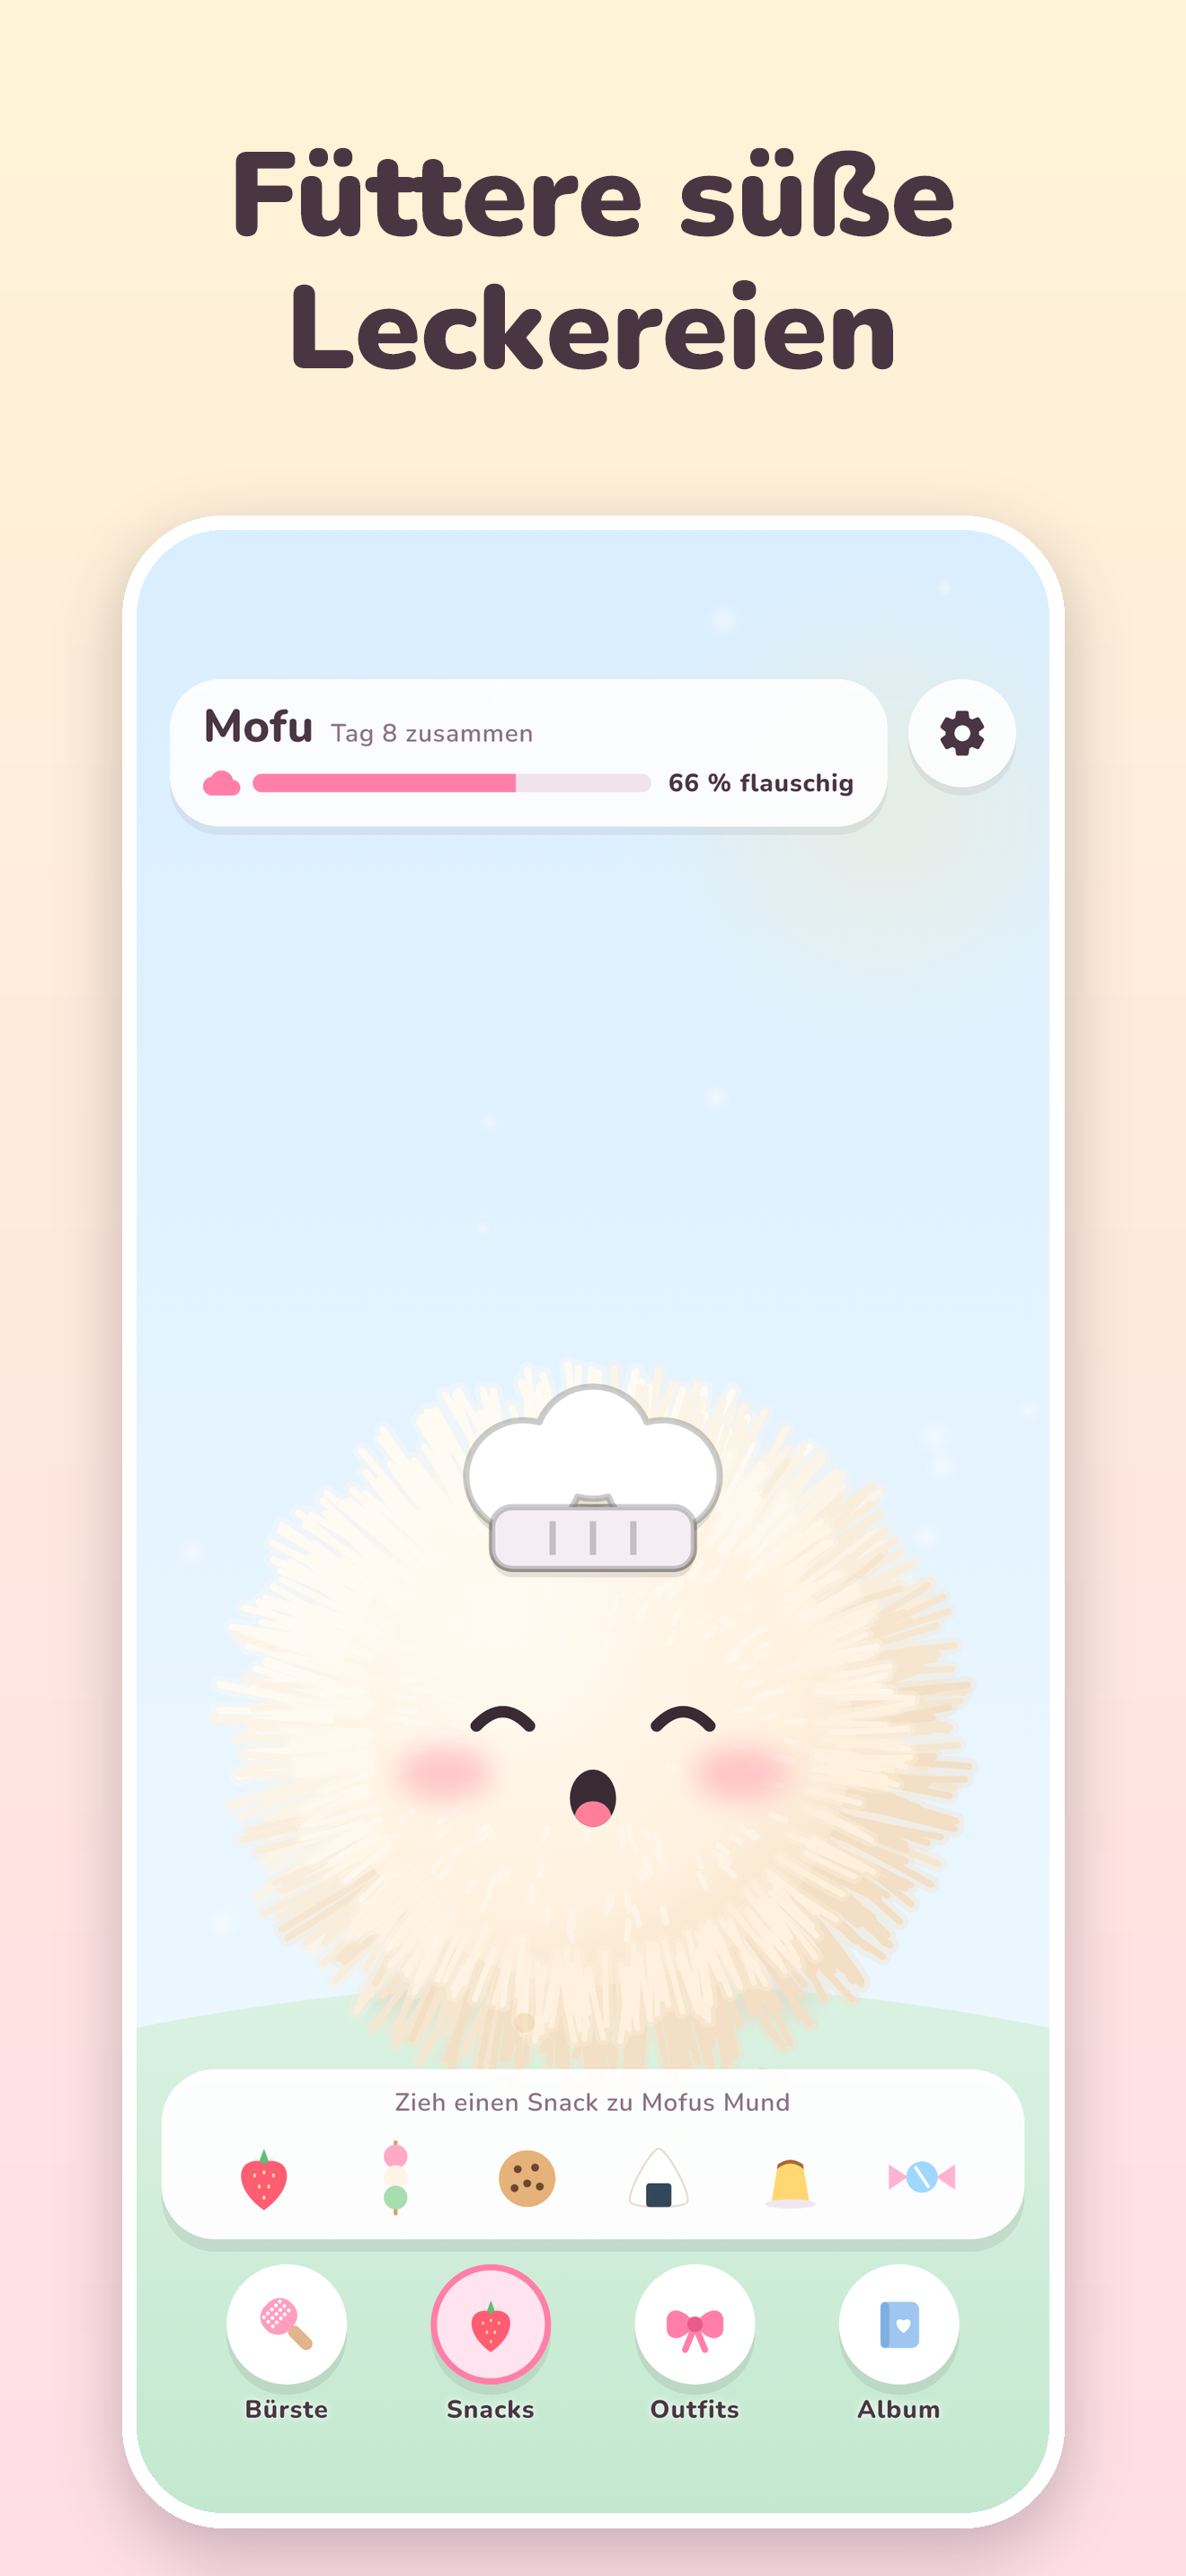 Füttere süße
Leckereien
Mofu Tag 8 zusammen
66 % flauschig
Zieh einen Snack zu Mofus Mund
Bürste Snacks Outfits Album